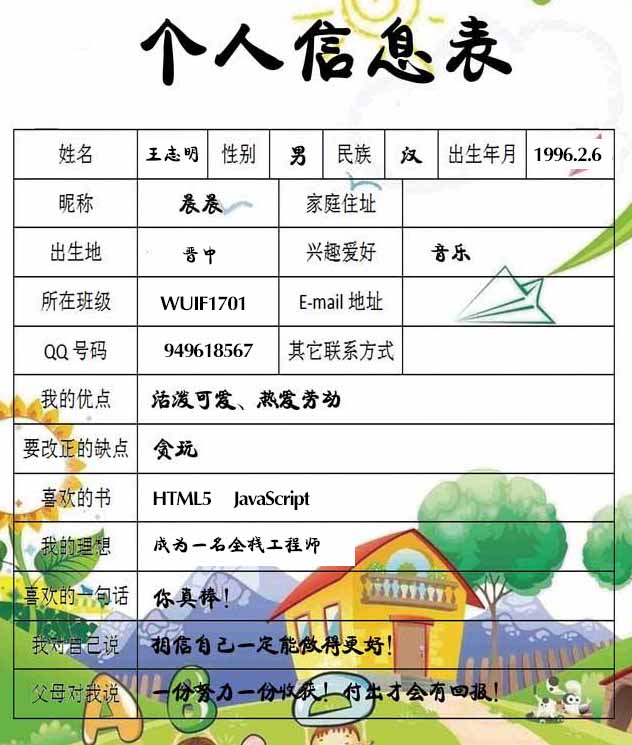 个人信息表
姓名 王志明 性别 男 民族 汉 出生年月 1996.2.6
昵称 晨晨 家庭住址
出生地 晋中 兴趣爱好 音乐
所在班级 WUIF1701 E-mail 地址
QQ 号码 949618567 其它联系方式
我的优点 活泼可爱、热爱劳动
要改正的缺点 贪玩
喜欢的书 HTML5 JavaScript
我的理想 成为一名全栈工程师
喜欢的一句话 你真棒！
我对自己说 相信自己一定能做得更好！
父母对我说 一份努力一份收获！付出才会有回报！
A B